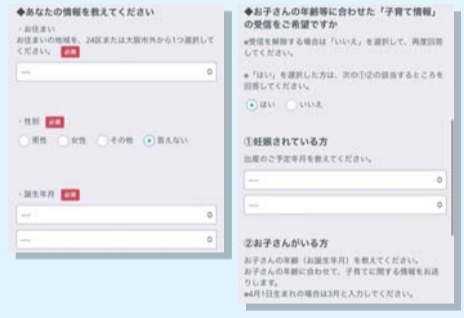 ◆あなたの情報を教えてください
・お住まい
お住まいの地域を、24区または大阪市外から1つ選択して
ください。 必須
---
・性別 必須
男性 女性 その他 答えない
・誕生年月 必須
---
---
◆お子さんの年齢等に合わせた「子育て情報」
の受信をご希望ですか
※受信を解除する場合は「いいえ」を選択して、再度回答
してください。
※「はい」を選択した方は、次の①②の該当するところを
回答してください。
はい いいえ
①妊娠されている方
出産のご予定年月を教えてください。
---
---
②お子さんがいる方
お子さんの年齢（お誕生年月）を教えてください。
お子さんの年齢に合わせて、子育てに関する情報をお送
りします。
※4月1日生まれの場合は3月と入力してください。